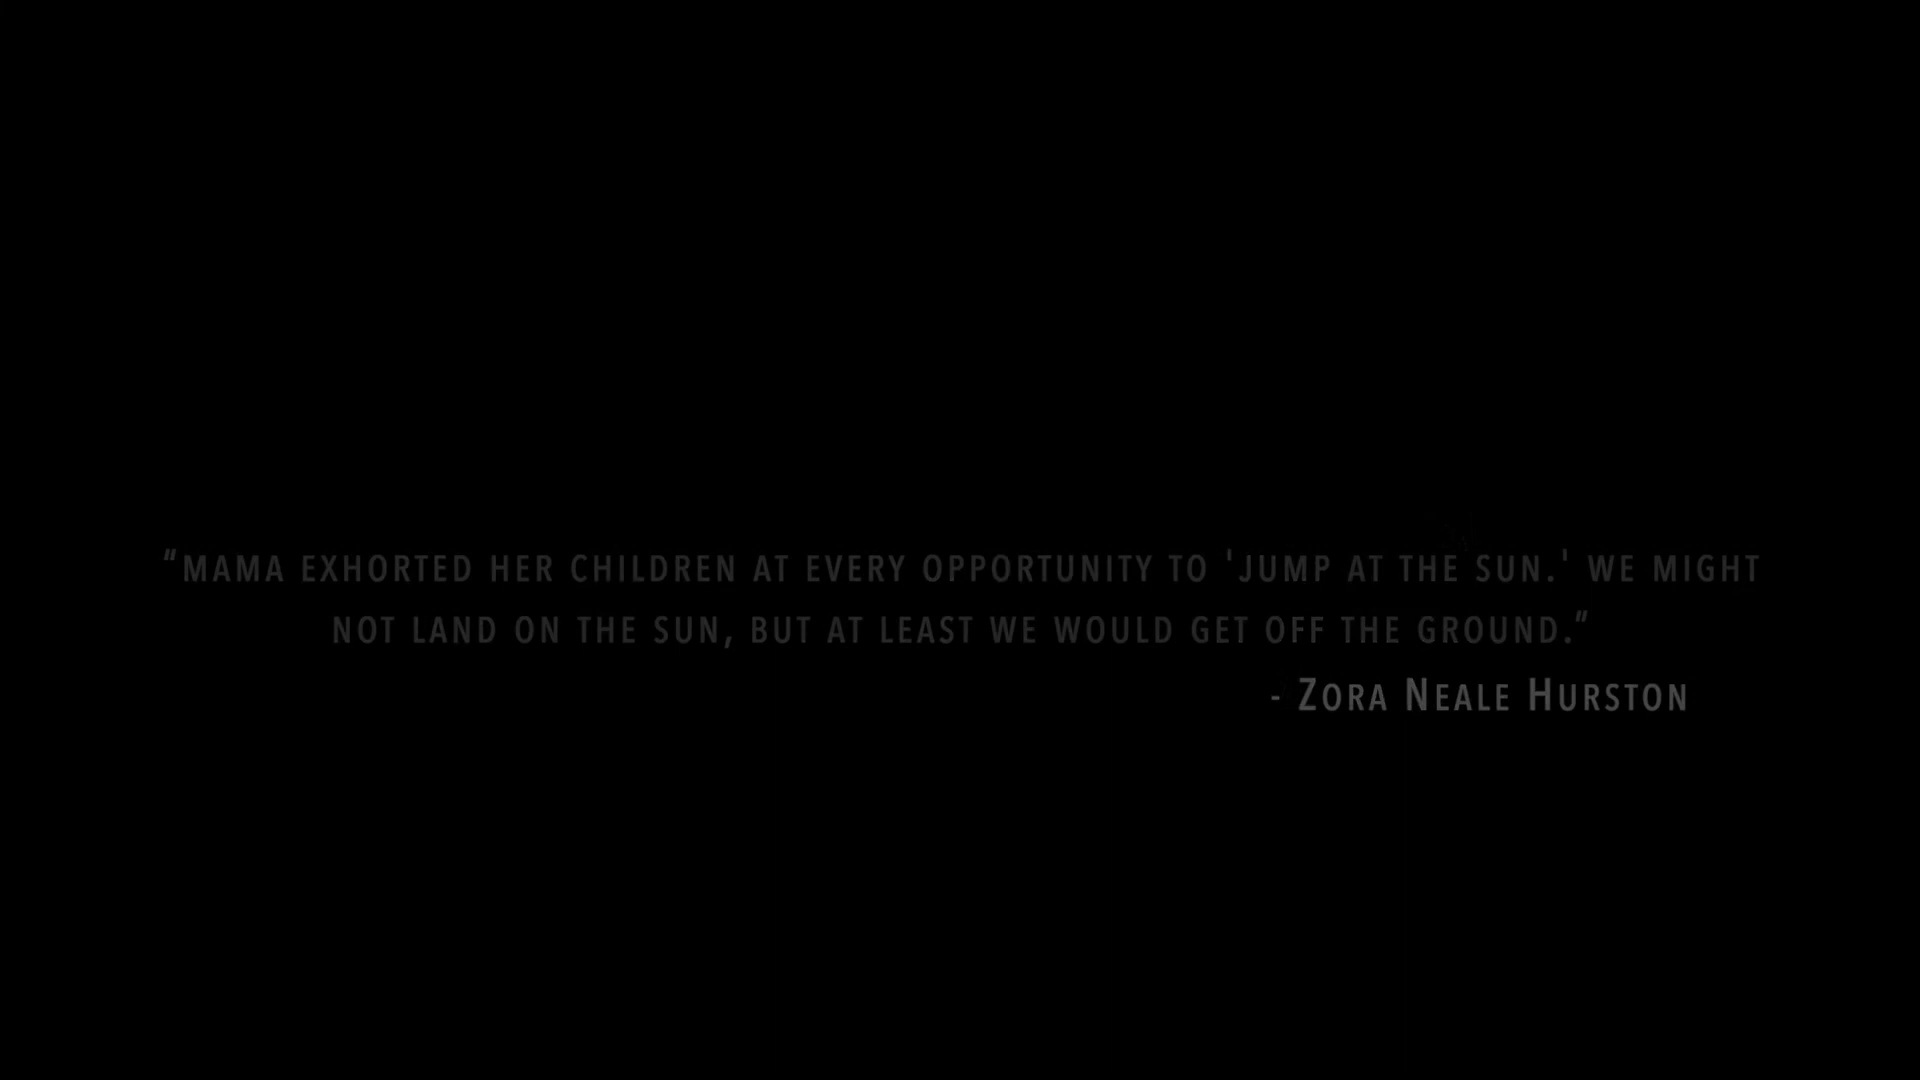 "MAMA EXHORTED HER CHILDREN AT EVERY OPPORTUNITY TO 'JUMP AT THE SUN.' WE MIGHT
NOT LAND ON THE SUN, BUT AT LEAST WE WOULD GET OFF THE GROUND."
- ZORA NEALE HURSTON